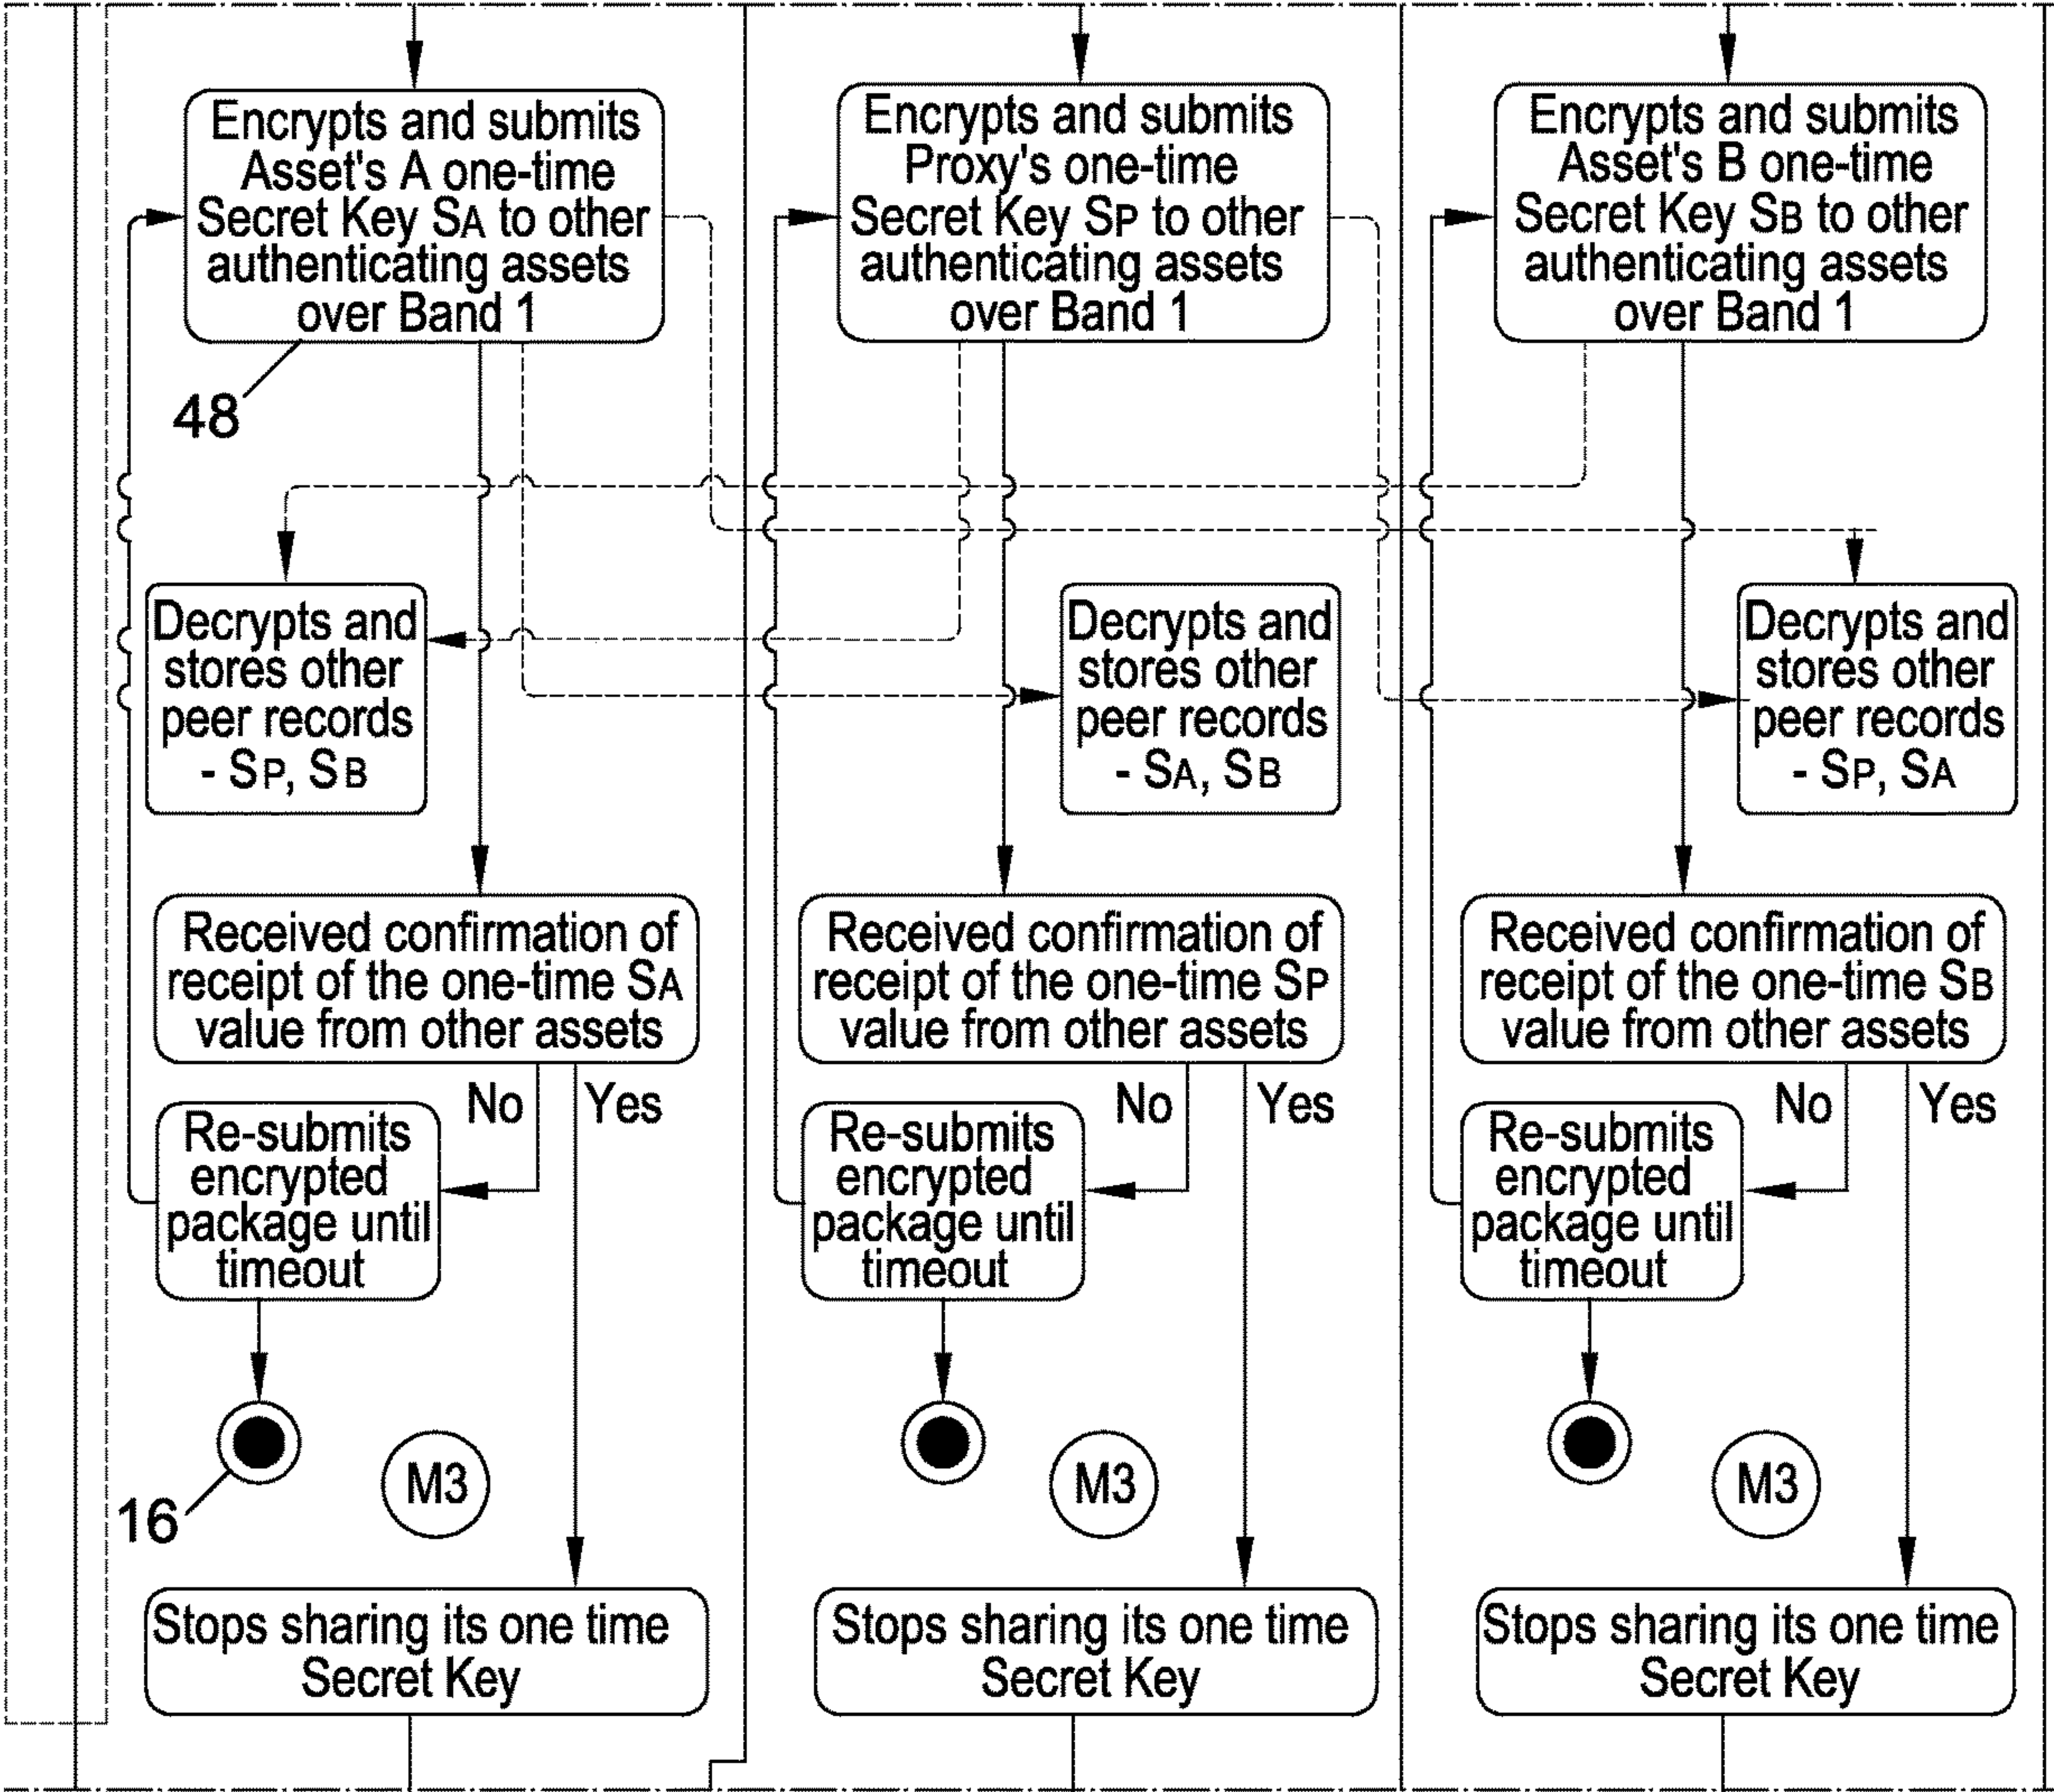 Encrypts and submits
Asset's A one-time
Secret Key SA to other
authenticating assets
over Band 1
Encrypts and submits
Proxy's one-time
Secret Key SP to other
authenticating assets
over Band 1
Encrypts and submits
Asset's B one-time
Secret Key SB to other
authenticating assets
over Band 1
48
Decrypts and
stores other
peer records
- SP, SB
Decrypts and
stores other
peer records
- SA, SB
Decrypts and
stores other
peer records
- SP, SA
Received confirmation of
receipt of the one-time SA
value from other assets
Received confirmation of
receipt of the one-time SP
value from other assets
Received confirmation of
receipt of the one-time SB
value from other assets
No
Yes
No
Yes
No
Yes
Re-submits
encrypted
package until
timeout
Re-submits
encrypted
package until
timeout
Re-submits
encrypted
package until
timeout
16
M3
M3
M3
Stops sharing its one time
Secret Key
Stops sharing its one time
Secret Key
Stops sharing its one time
Secret Key